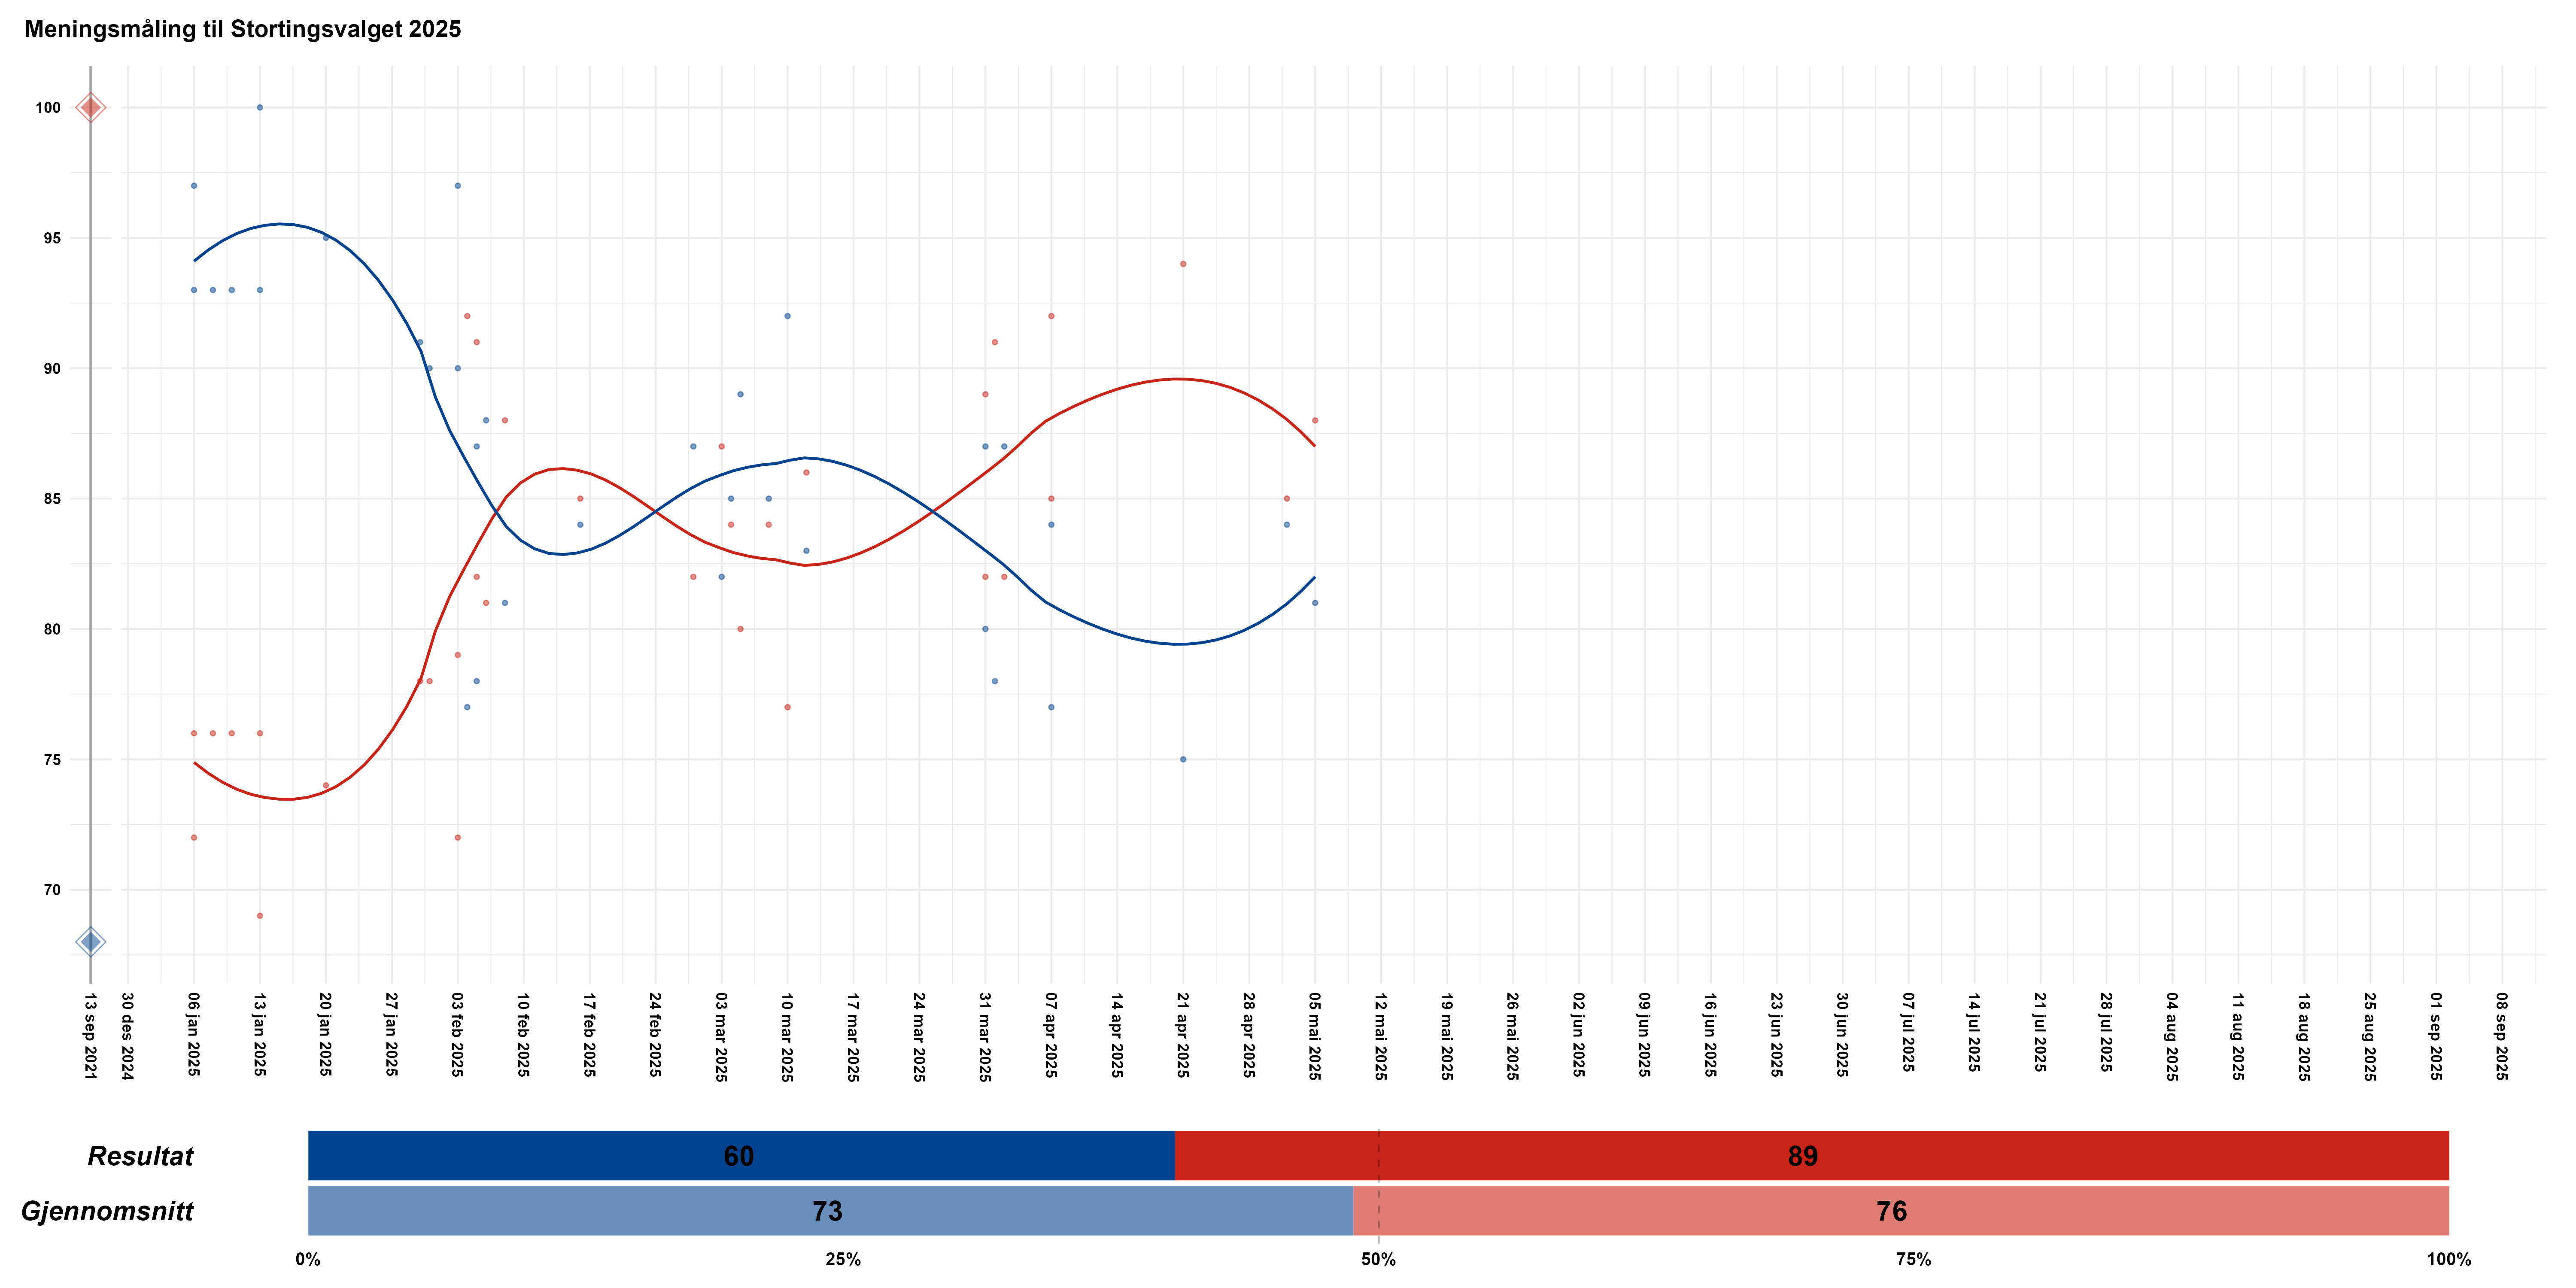 Meningsmåling til Stortingsvalget 2025
100
95
90
85
80
75
70
13 sep 2021
30 des 2024
06 jan 2025
13 jan 2025
20 jan 2025
27 jan 2025
03 feb 2025
10 feb 2025
17 feb 2025
24 feb 2025
03 mar 2025
10 mar 2025
17 mar 2025
24 mar 2025
31 mar 2025
07 apr 2025
14 apr 2025
21 apr 2025
28 apr 2025
05 mai 2025
12 mai 2025
19 mai 2025
26 mai 2025
02 jun 2025
09 jun 2025
16 jun 2025
23 jun 2025
30 jun 2025
07 jul 2025
14 jul 2025
21 jul 2025
28 jul 2025
04 aug 2025
11 aug 2025
18 aug 2025
25 aug 2025
01 sep 2025
08 sep 2025
Resultat 60 89
Gjennomsnitt 73 76
0% 25% 50% 75% 100%